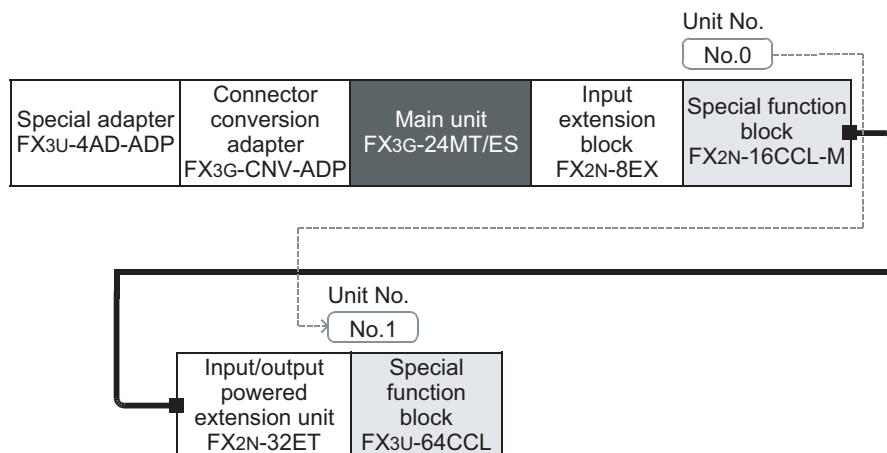 Unit No.
No.0
Special adapter
FX3U-4AD-ADP
Connector
conversion
adapter
FX3G-CNV-ADP
Main unit
FX3G-24MT/ES
Input
extension
block
FX2N-8EX
Special function
block
FX2N-16CCL-M
Unit No.
No.1
Input/output
powered
extension unit
FX2N-32ET
Special
function
block
FX3U-64CCL